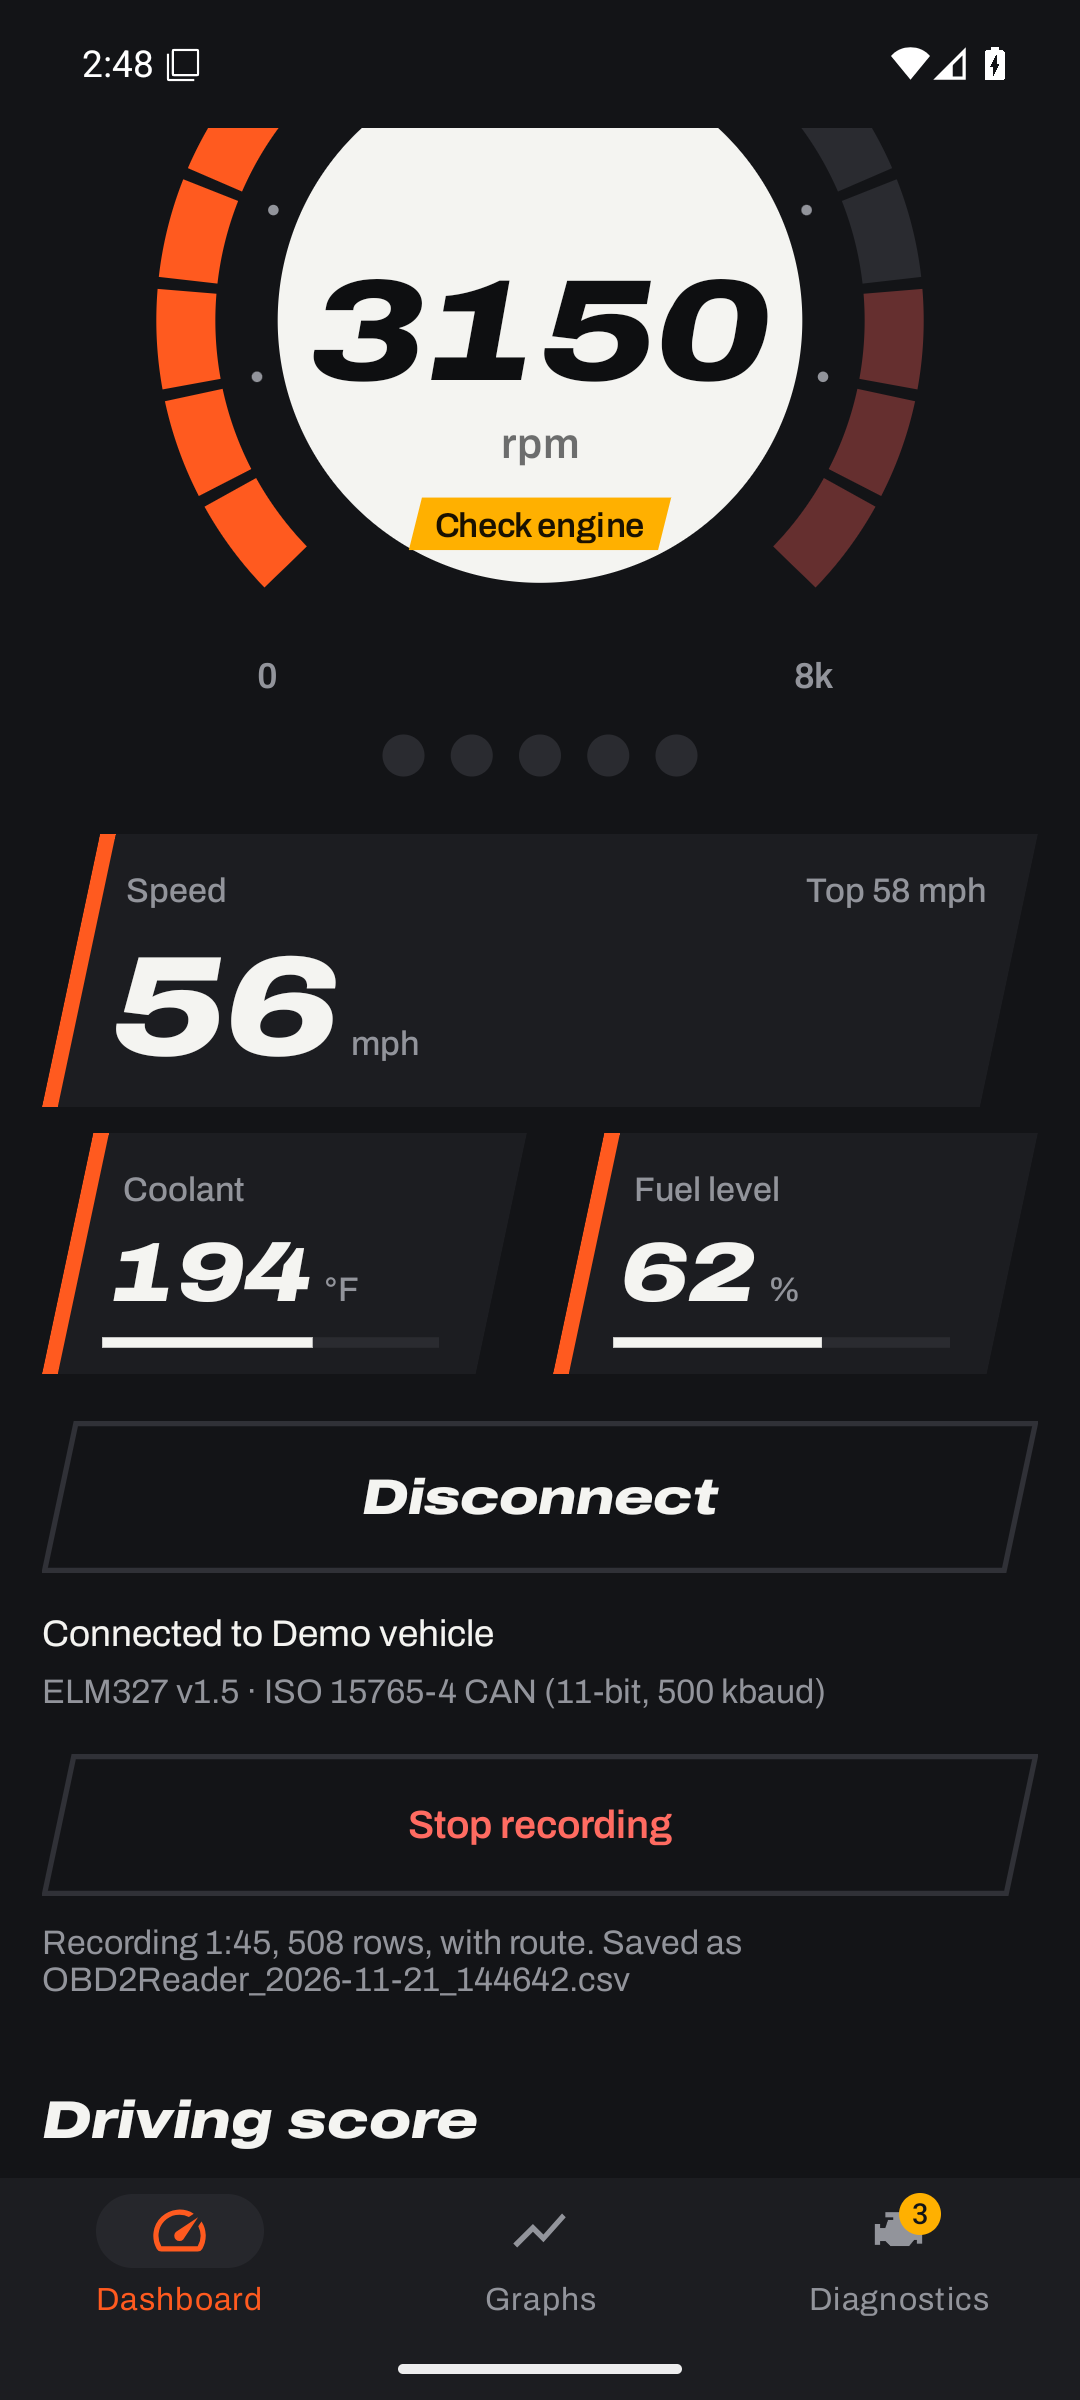 2:48
3150
rpm
Check engine
0
8k
Speed
Top 58 mph
56 mph
Coolant
194 °F
Fuel level
62 %
Disconnect
Connected to Demo vehicle
ELM327 v1.5 · ISO 15765-4 CAN (11-bit, 500 kbaud)
Stop recording
Recording 1:45, 508 rows, with route. Saved as
OBD2Reader_2026-11-21_144642.csv
Driving score
3
Dashboard
Graphs
Diagnostics